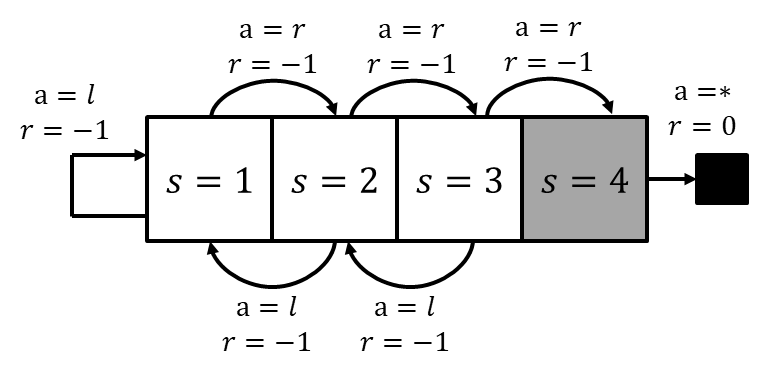 a = r
r = −1
a = r
r = −1
a = r
r = −1
a = l
r = −1
a =∗
r = 0
s = 1
s = 2
s = 3
s = 4
a = l
r = −1
a = l
r = −1